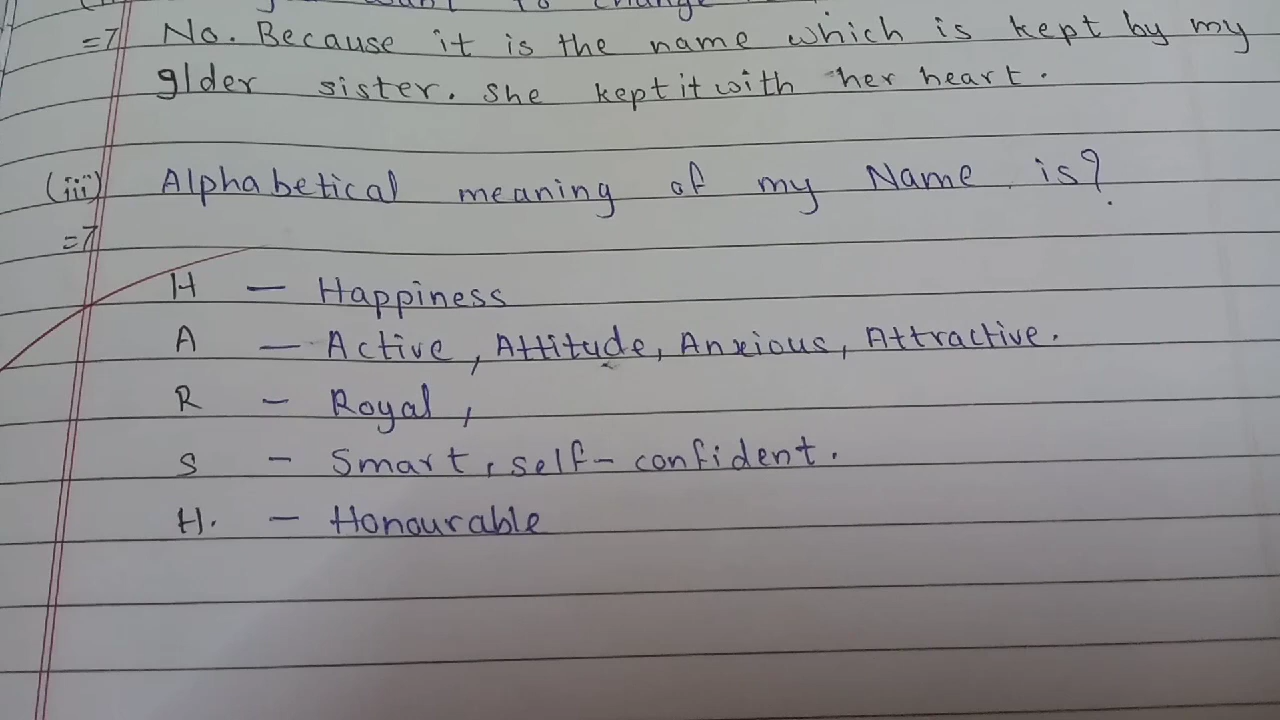 to change
=7 No. Because it is the name which is kept by my
glder sister. She kept it with her heart.
(iii) Alphabetical meaning of my Name is?
=7
H — Happiness
A — Active, Attitude, Anxious, Attractive.
R — Royal,
S — Smart, self-confident.
H. — Honourable